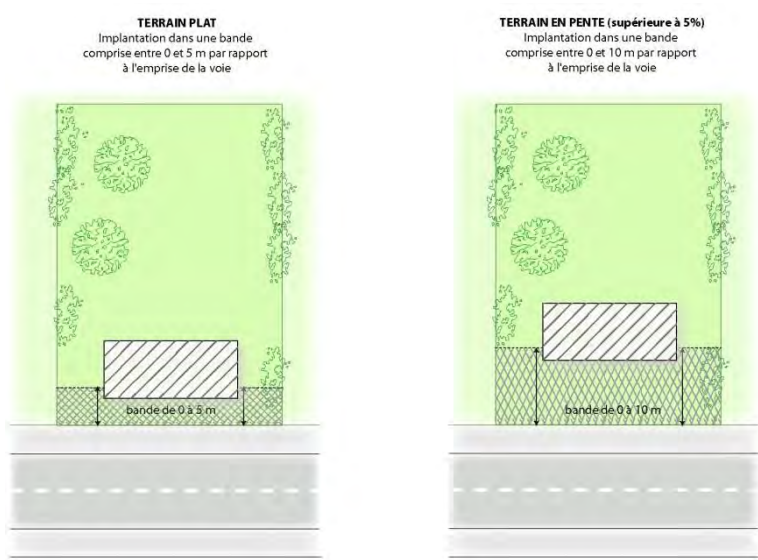 TERRAIN PLAT
Implantation dans une bande
comprise entre 0 et 5 m par rapport
à l'emprise de la voie
bande de 0 à 5 m
TERRAIN EN PENTE (supérieure à 5%)
Implantation dans une bande
comprise entre 0 et 10 m par rapport
à l'emprise de la voie
bande de 0 à 10 m